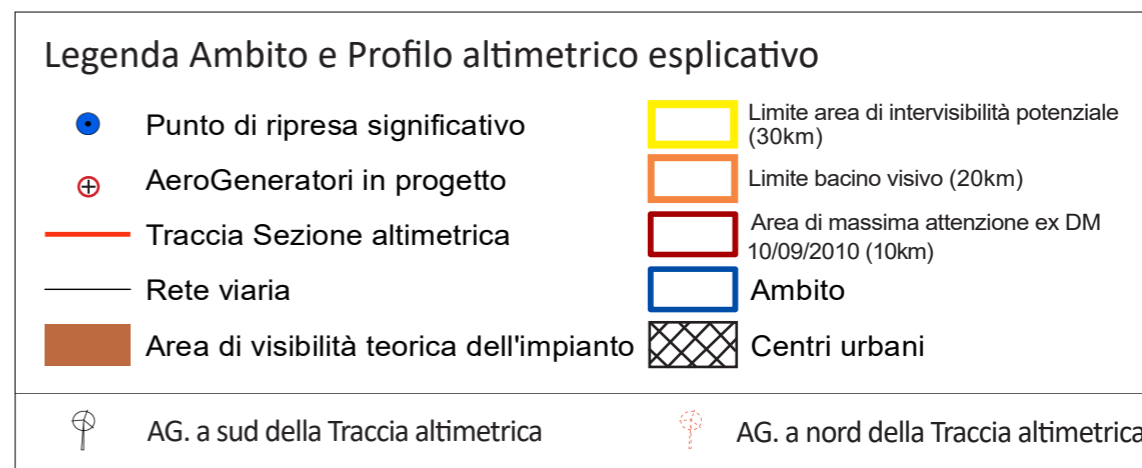 Legenda Ambito e Profilo altimetrico esplicativo
Punto di ripresa significativo
AeroGeneratori in progetto
Traccia Sezione altimetrica
Rete viaria
Area di visibilità teorica dell'impianto
Limite area di intervisibilità potenziale
(30km)
Limite bacino visivo (20km)
Area di massima attenzione ex DM
10/09/2010 (10km)
Ambito
Centri urbani
AG. a sud della Traccia altimetrica
AG. a nord della Traccia altimetrica